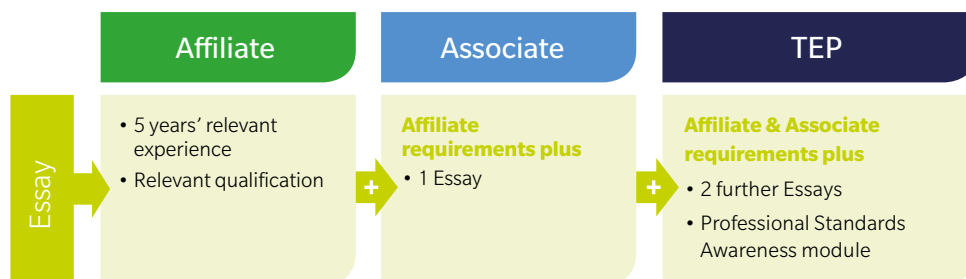 Affiliate
Associate
TEP
Essay
• 5 years’ relevant
experience
• Relevant qualification
+
Affiliate
requirements plus
• 1 Essay
+
Affiliate & Associate
requirements plus
• 2 further Essays
• Professional Standards
Awareness module